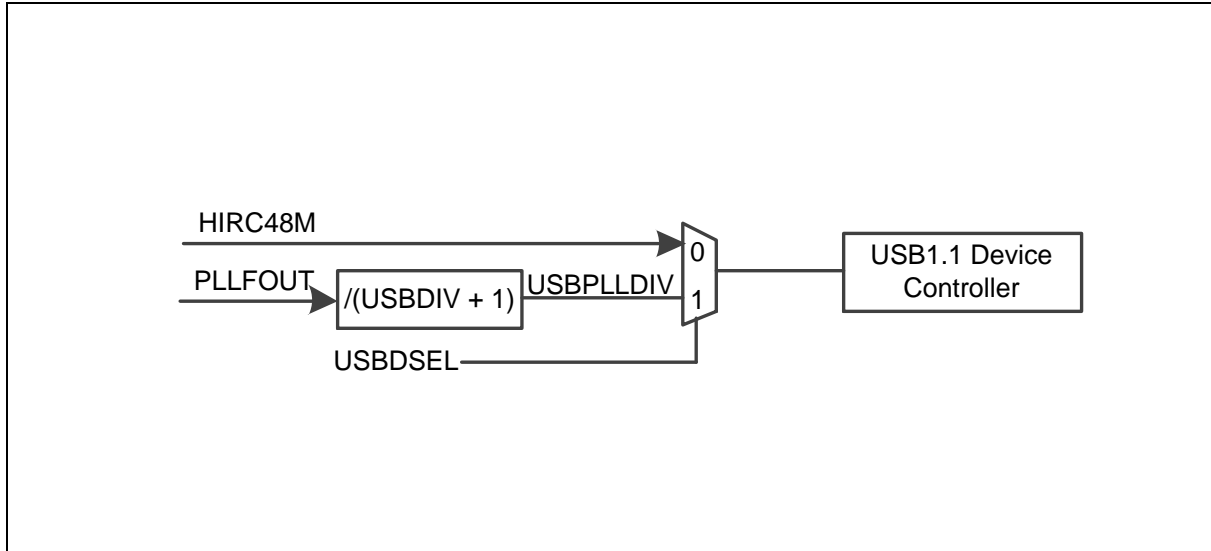 HIRC48M
PLLFOUT
/(USBDIV + 1)
USBPLLDIV
0
1
USBDSEL
USB1.1 Device
Controller